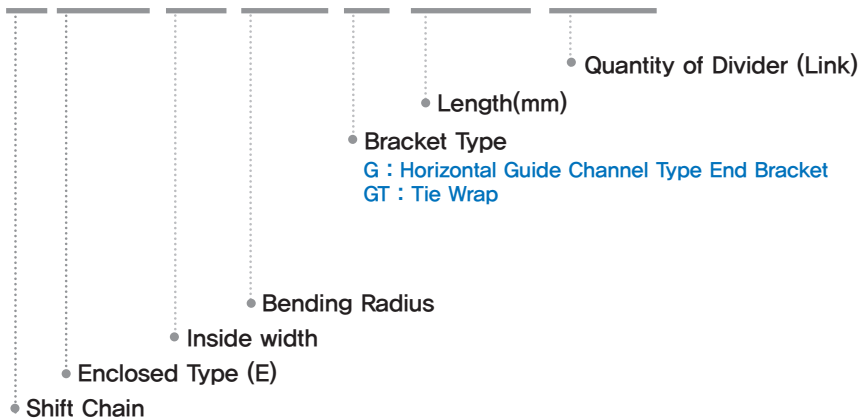 Quantity of Divider (Link)
Length(mm)
Bracket Type
G : Horizontal Guide Channel Type End Bracket
GT : Tie Wrap
Bending Radius
Inside width
Enclosed Type (E)
Shift Chain